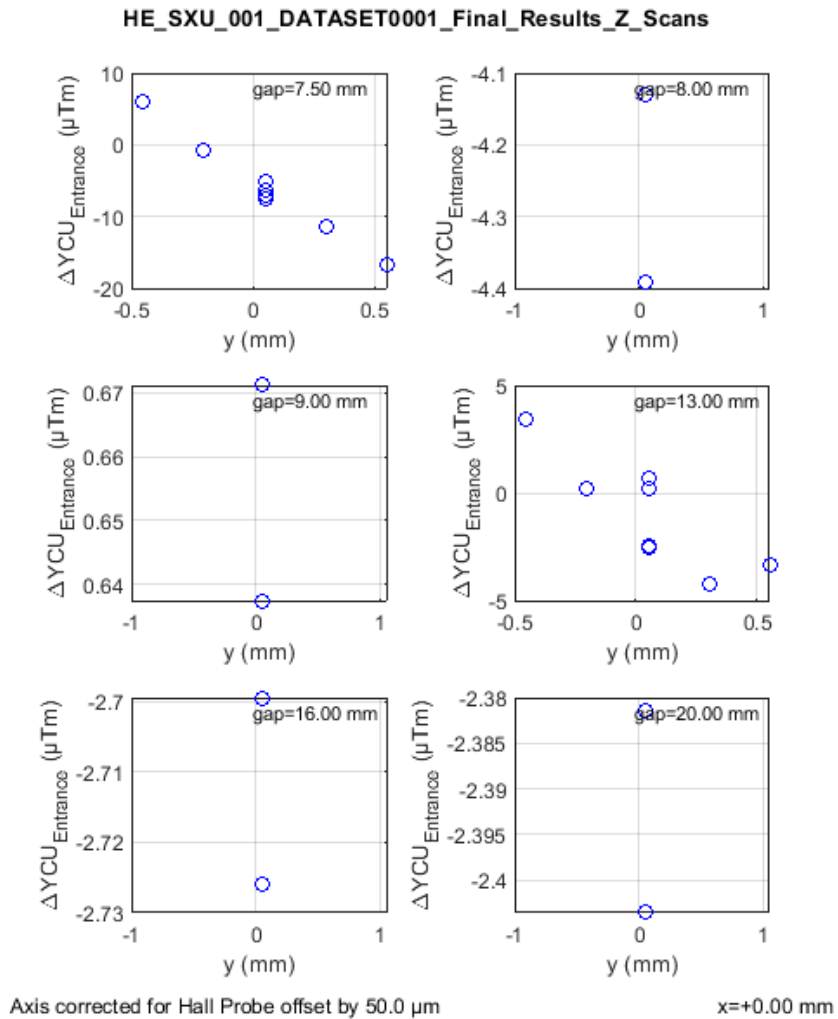 HE_SXU_001_DATASET0001_Final_Results_Z_Scans
gap=7.50 mm
ΔYCU_Entrance (µTm)
10
0
-10
-20
-0.5
0
0.5
y (mm)
gap=8.00 mm
ΔYCU_Entrance (µTm)
-4.1
-4.2
-4.3
-4.4
-1
0
1
y (mm)
gap=9.00 mm
ΔYCU_Entrance (µTm)
0.67
0.66
0.65
0.64
-1
0
1
y (mm)
gap=13.00 mm
ΔYCU_Entrance (µTm)
5
0
-5
-0.5
0
0.5
y (mm)
gap=16.00 mm
ΔYCU_Entrance (µTm)
-2.7
-2.71
-2.72
-2.73
-1
0
1
y (mm)
gap=20.00 mm
ΔYCU_Entrance (µTm)
-2.38
-2.385
-2.39
-2.395
-2.4
-1
0
1
y (mm)
Axis corrected for Hall Probe offset by 50.0 µm
x=+0.00 mm